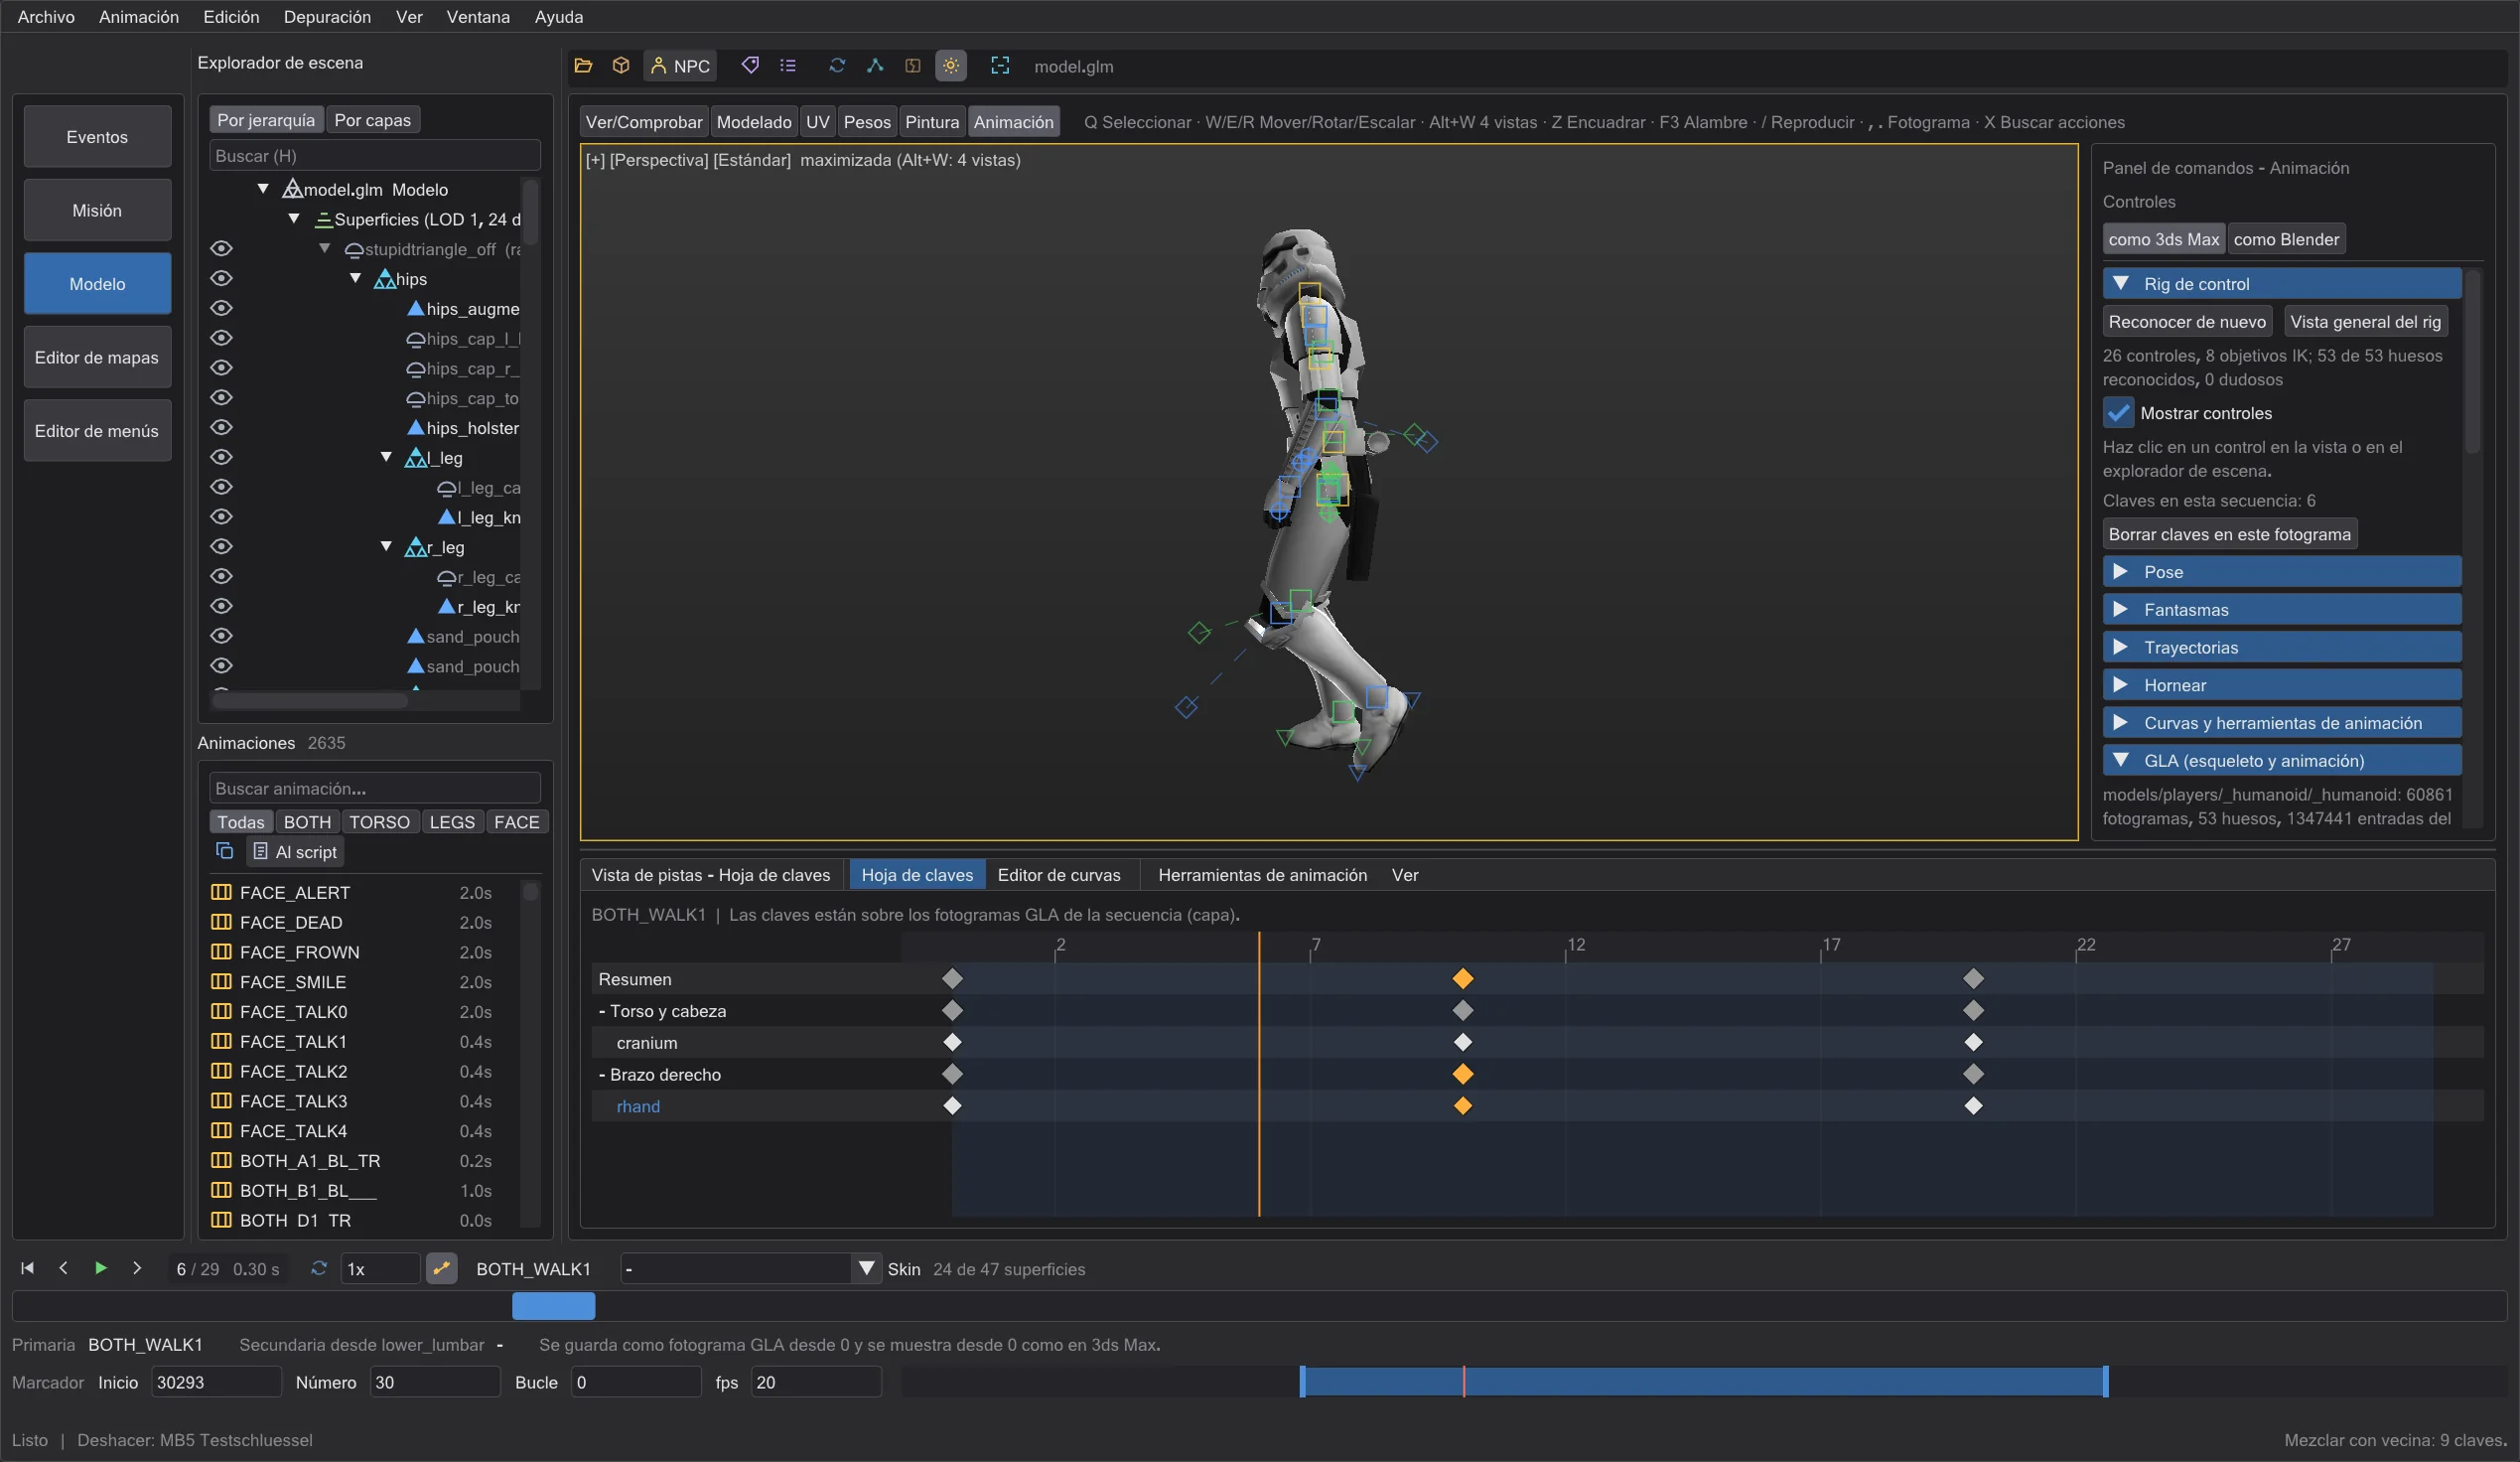 Archivo Animación Edición Depuración Ver Ventana Ayuda
Explorador de escena
NPC
model.glm
Eventos
Misión
Modelo
Editor de mapas
Editor de menús
Por jerarquía Por capas
Buscar (H)
model.glm Modelo
Superficies (LOD 1, 24 d
stupidtriangle_off (ra
hips
hips_augme
hips_cap_l_l
hips_cap_r_
hips_cap_to
hips_holster
l_leg
l_leg_ca
l_leg_kn
r_leg
r_leg_ca
r_leg_kr
sand_pouch
sand_pouch
Animaciones 2635
Buscar animación...
Todas BOTH TORSO LEGS FACE
Al script
FACE_ALERT 2.0s
FACE_DEAD 2.0s
FACE_FROWN 2.0s
FACE_SMILE 2.0s
FACE_TALK0 2.0s
FACE_TALK1 0.4s
FACE_TALK2 0.4s
FACE_TALK3 0.4s
FACE_TALK4 0.4s
BOTH_A1_BL_TR 0.2s
BOTH_B1_BL___ 1.0s
BOTH_D1_TR 0.0s
Ver/Comprobar Modelado UV Pesos Pintura Animación
Q Seleccionar · W/E/R Mover/Rotar/Escalar · Alt+W 4 vistas · Z Encuadrar · F3 Alambre · / Reproducir · , . Fotograma · X Buscar acciones
[+] [Perspectiva] [Estándar] maximizada (Alt+W: 4 vistas)
Panel de comandos - Animación
Controles
como 3ds Max como Blender
Rig de control
Reconocer de nuevo Vista general del rig
26 controles, 8 objetivos IK; 53 de 53 huesos
reconocidos, 0 dudosos
Mostrar controles
Haz clic en un control en la vista o en el
explorador de escena.
Claves en esta secuencia: 6
Borrar claves en este fotograma
Pose
Fantasmas
Trayectorias
Hornear
Curvas y herramientas de animación
GLA (esqueleto y animación)
models/players/_humanoid/_humanoid: 60861
fotogramas, 53 huesos, 1347441 entradas del
Vista de pistas - Hoja de claves Hoja de claves Editor de curvas Herramientas de animación Ver
BOTH_WALK1 | Las claves están sobre los fotogramas GLA de la secuencia (capa).
2 7 12 17 22 27
Resumen
- Torso y cabeza
cranium
- Brazo derecho
rhand
6 / 29 0.30 s 1x BOTH_WALK1 - Skin 24 de 47 superficies
Primaria BOTH_WALK1 Secundaria desde lower_lumbar - Se guarda como fotograma GLA desde 0 y se muestra desde 0 como en 3ds Max.
Marcador Inicio 30293 Número 30 Bucle 0 fps 20
Listo | Deshacer: MB5 Testschluessel
Mezclar con vecina: 9 claves.